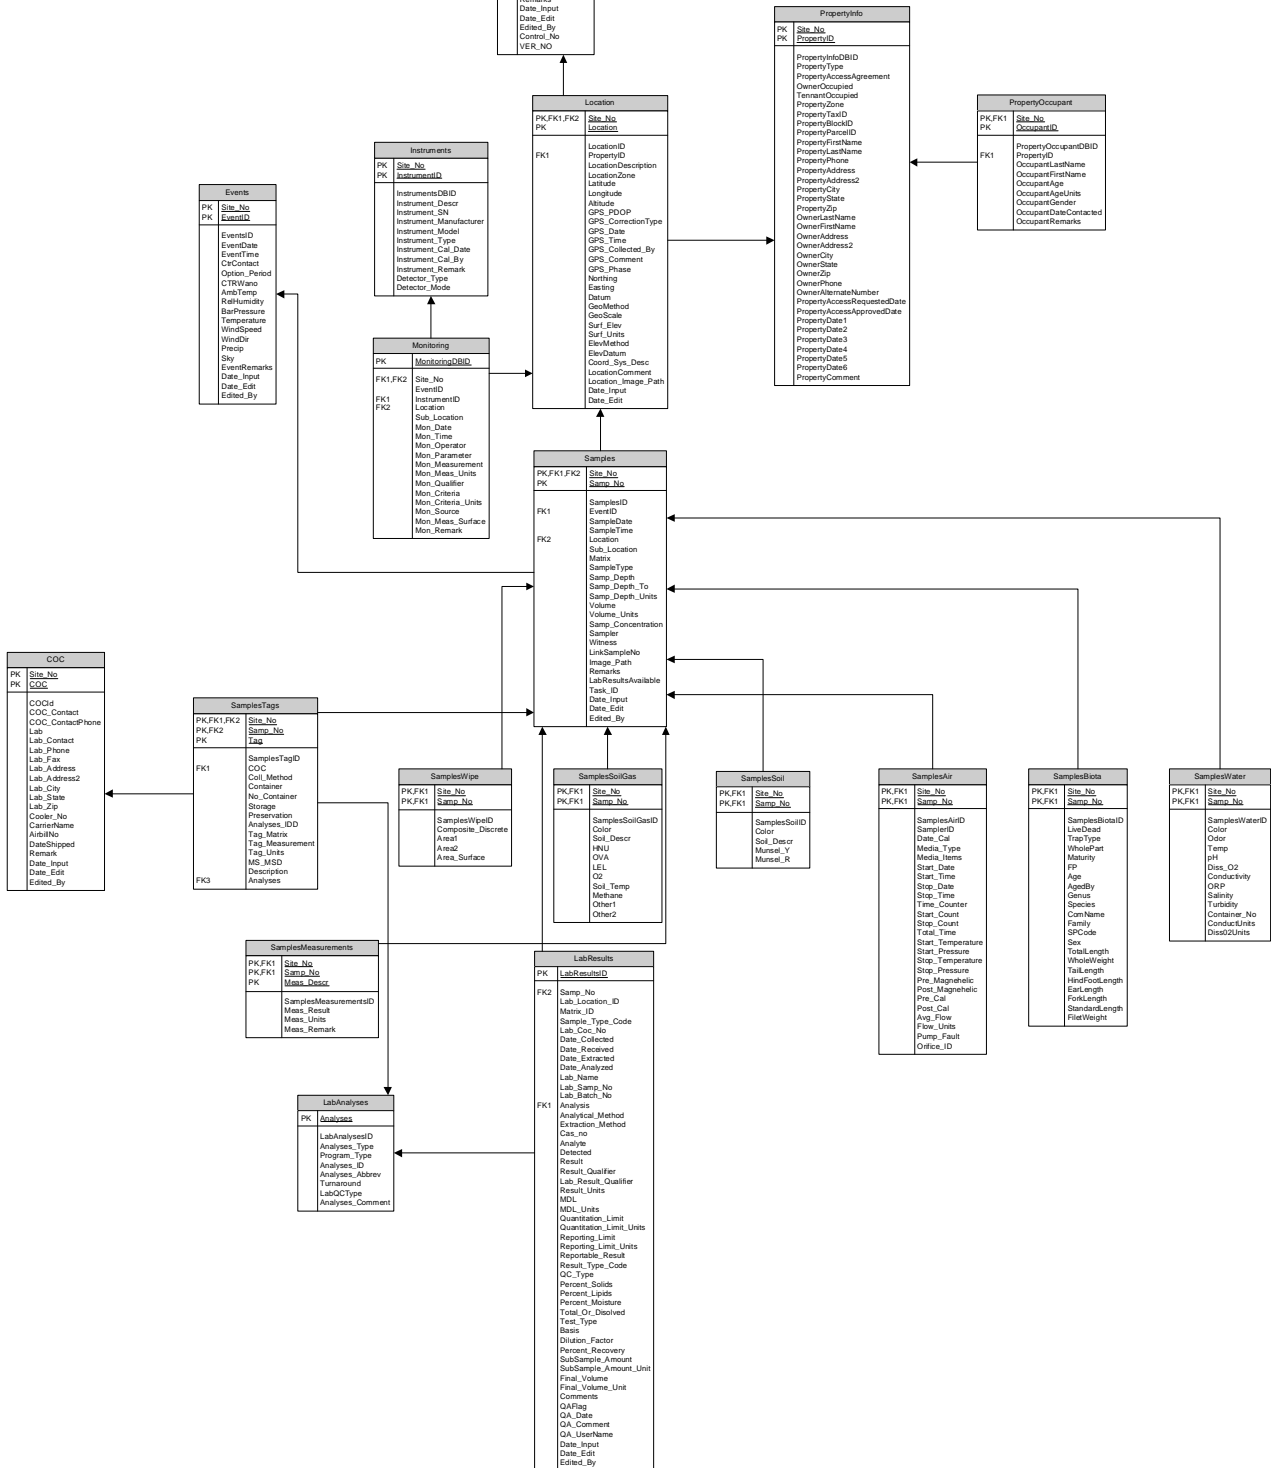 Remarks
Date_Input
Date_Edit
Edited_By
Control_No
VER_NO
PropertyInfo
PK Site_No
PK PropertyID
PropertyInfoDBID
PropertyType
PropertyAccessAgreement
OwnerOccupied
TennantOccupied
PropertyZone
PropertyTaxID
PropertyBlockID
PropertyParcelID
PropertyFirstName
PropertyLastName
PropertyPhone
PropertyAddress
PropertyAddress2
PropertyCity
PropertyState
PropertyZip
OwnerLastName
OwnerFirstName
OwnerAddress
OwnerAddress2
OwnerCity
OwnerState
OwnerZip
OwnerPhone
OwnerAlternateNumber
PropertyAccessRequestedDate
PropertyAccessApprovedDate
PropertyDate1
PropertyDate2
PropertyDate3
PropertyDate4
PropertyDate5
PropertyDate6
PropertyComment
PropertyOccupant
PK,FK1 Site_No
PK OccupantID
PropertyOccupantDBID
FK1 PropertyID
OccupantLastName
OccupantFirstName
OccupantAge
OccupantAgeUnits
OccupantGender
OccupantDateContacted
OccupantRemarks
Location
PK,FK1,FK2 Site_No
PK Location
LocationID
FK1 PropertyID
LocationDescription
LocationZone
Latitude
Longitude
Altitude
GPS_PDOP
GPS_CorrectionType
GPS_Date
GPS_Time
GPS_Collected_By
GPS_Comment
GPS_Phase
Northing
Easting
Datum
GeoMethod
GeoScale
Surf_Elev
Surf_Units
ElevMethod
ElevDatum
Coord_Sys_Desc
LocationComment
Location_Image_Path
Date_Input
Date_Edit
Instruments
PK Site_No
PK InstrumentID
InstrumentsDBID
Instrument_Descr
Instrument_SN
Instrument_Manufacturer
Instrument_Model
Instrument_Type
Instrument_Cal_Date
Instrument_Cal_By
Instrument_Remark
Detector_Type
Detector_Mode
Events
PK Site_No
PK EventID
EventsID
EventDate
EventTime
CtrContact
Option_Period
CTRWano
AmbTemp
RelHumidity
BarPressure
Temperature
WindSpeed
WindDir
Precip
Sky
EventRemarks
Date_Input
Date_Edit
Edited_By
Monitoring
PK MonitoringDBID
FK1,FK2 Site_No
EventID
FK1 InstrumentID
FK2 Location
Sub_Location
Mon_Date
Mon_Time
Mon_Operator
Mon_Parameter
Mon_Measurement
Mon_Meas_Units
Mon_Qualifier
Mon_Criteria
Mon_Criteria_Units
Mon_Source
Mon_Meas_Surface
Mon_Remark
Samples
PK,FK1,FK2 Site_No
PK Samp_No
SamplesID
FK1 EventID
SampleDate
SampleTime
FK2 Location
Sub_Location
Matrix
SampleType
Samp_Depth
Samp_Depth_To
Samp_Depth_Units
Volume
Volume_Units
Samp_Concentration
Sampler
Witness
LinkSampleNo
Image_Path
Remarks
LabResultsAvailable
Task_ID
Date_Input
Date_Edit
Edited_By
COC
PK Site_No
PK COC
COCId
COC_Contact
COC_ContactPhone
Lab
Lab_Contact
Lab_Phone
Lab_Fax
Lab_Address
Lab_Address2
Lab_City
Lab_State
Lab_Zip
Cooler_No
CarrierName
AirbillNo
DateShipped
Remark
Date_Input
Date_Edit
Edited_By
SamplesTags
PK,FK1,FK2 Site_No
PK,FK2 Samp_No
PK Tag
SamplesTagID
FK1 COC
Coll_Method
Container
No_Container
Storage
Preservation
Analyses_IDD
Tag_Matrix
Tag_Measurement
Tag_Units
MS_MSD
Description
FK3 Analyses
SamplesWipe
PK,FK1 Site_No
PK,FK1 Samp_No
SamplesWipeID
Composite_Discrete
Area1
Area2
Area_Surface
SamplesSoilGas
PK,FK1 Site_No
PK,FK1 Samp_No
SamplesSoilGasID
Color
Soil_Descr
HNU
OVA
LEL
O2
Soil_Temp
Methane
Other1
Other2
SamplesSoil
PK,FK1 Site_No
PK,FK1 Samp_No
SamplesSoilID
Color
Soil_Descr
Munsel_Y
Munsel_R
SamplesAir
PK,FK1 Site_No
PK,FK1 Samp_No
SamplesAirID
SamplerID
Date_Cal
Media_Type
Media_Items
Start_Date
Start_Time
Stop_Date
Stop_Time
Time_Counter
Start_Count
Stop_Count
Total_Time
Start_Temperature
Start_Pressure
Stop_Temperature
Stop_Pressure
Pre_Magnehelic
Post_Magnehelic
Pre_Cal
Post_Cal
Avg_Flow
Flow_Units
Pump_Fault
Orifice_ID
SamplesBiota
PK,FK1 Site_No
PK,FK1 Samp_No
SamplesBiotaID
LiveDead
TrapType
WholePart
Maturity
FP
Age
AgedBy
Genus
Species
ComName
Family
SPCode
Sex
TotalLength
WholeWeight
TailLength
HindFootLength
EarLength
ForkLength
StandardLength
FiletWeight
SamplesWater
PK,FK1 Site_No
PK,FK1 Samp_No
SamplesWaterID
Color
Odor
Temp
pH
Diss_O2
Conductivity
ORP
Salinity
Turbidity
Container_No
ConductUnits
Diss02Units
SamplesMeasurements
PK,FK1 Site_No
PK,FK1 Samp_No
PK Meas_Descr
SamplesMeasurementsID
Meas_Result
Meas_Units
Meas_Remark
LabResults
PK LabResultsID
FK2 Samp_No
Lab_Location_ID
Matrix_ID
Sample_Type_Code
Lab_Coc_No
Date_Collected
Date_Received
Date_Extracted
Date_Analyzed
Lab_Name
Lab_Samp_No
Lab_Batch_No
FK1 Analysis
Analytical_Method
Extraction_Method
Cas_no
Analyte
Detected
Result
Result_Qualifier
Lab_Result_Qualifier
Result_Units
MDL
MDL_Units
Quantitation_Limit
Quantitation_Limit_Units
Reporting_Limit
Reporting_Limit_Units
Reportable_Result
Result_Type_Code
QC_Type
Percent_Solids
Percent_Lipids
Percent_Moisture
Total_Or_Disolved
Test_Type
Basis
Dilution_Factor
Percent_Recovery
SubSample_Amount
SubSample_Amount_Unit
Final_Volume
Final_Volume_Unit
Comments
QAFlag
QA_Date
QA_Comment
QA_UserName
Date_Input
Date_Edit
Edited_By
LabAnalyses
PK Analyses
LabAnalysesID
Analyses_Type
Program_Type
Analyses_ID
Analyses_Abbrev
Turnaround
LabQCType
Analyses_Comment